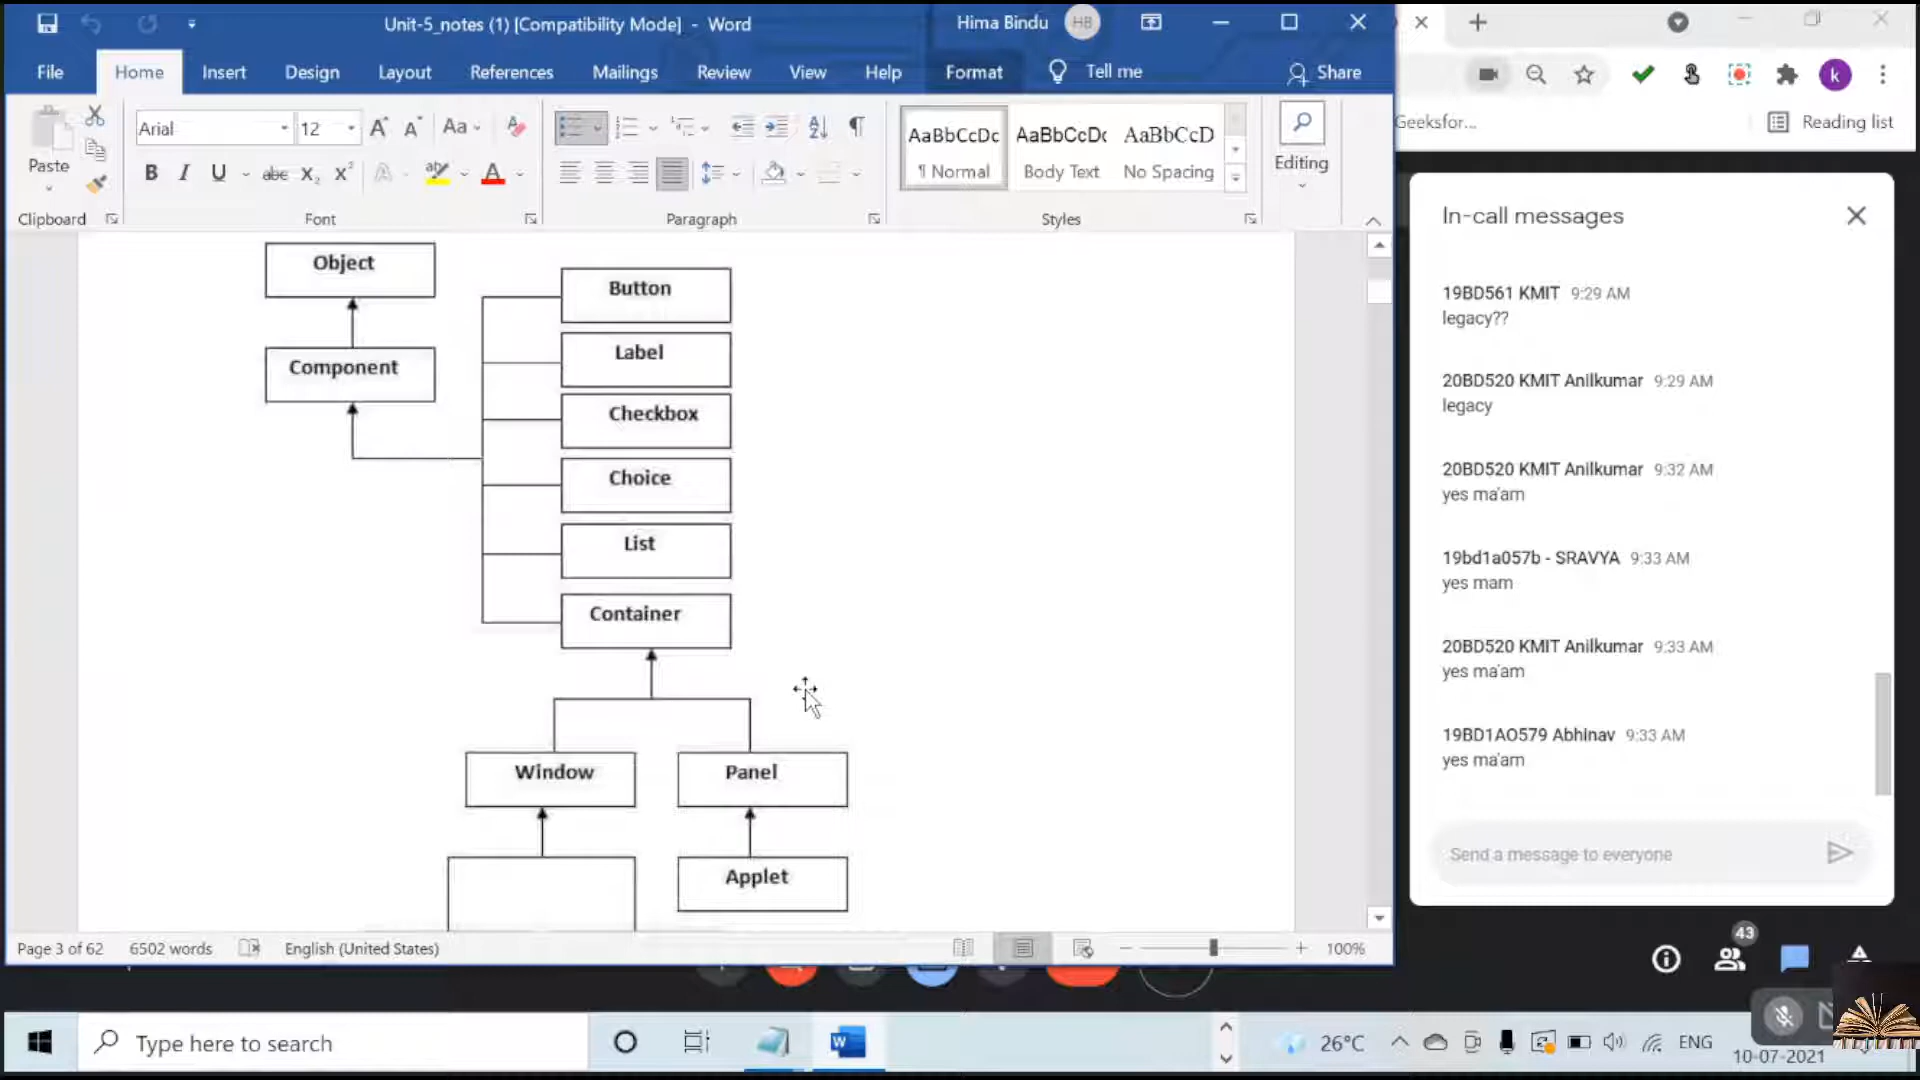 Unit-5_notes (1) [Compatibility Mode] - Word
Hima Bindu
HB
File
Home
Insert
Design
Layout
References
Mailings
Review
View
Help
Format
Tell me
Share
Paste
Clipboard
Arial
12
Aa
B
I
U
abc
X2
X2
A
Font
Paragraph
AaBbCcDc
¶ Normal
AaBbCcDc
Body Text
AaBbCcD
No Spacing
Styles
Editing
Object
Component
Button
Label
Checkbox
Choice
List
Container
Window
Panel
Applet
Page 3 of 62
6502 words
English (United States)
100%
k
Geeksfor...
Reading list
In-call messages
19BD561 KMIT 9:29 AM
legacy??
20BD520 KMIT Anilkumar 9:29 AM
legacy
20BD520 KMIT Anilkumar 9:32 AM
yes ma'am
19bd1a057b - SRAVYA 9:33 AM
yes mam
20BD520 KMIT Anilkumar 9:33 AM
yes ma'am
19BD1AO579 Abhinav 9:33 AM
yes ma'am
Send a message to everyone
43
Type here to search
26°C
ENG
10-07-2021